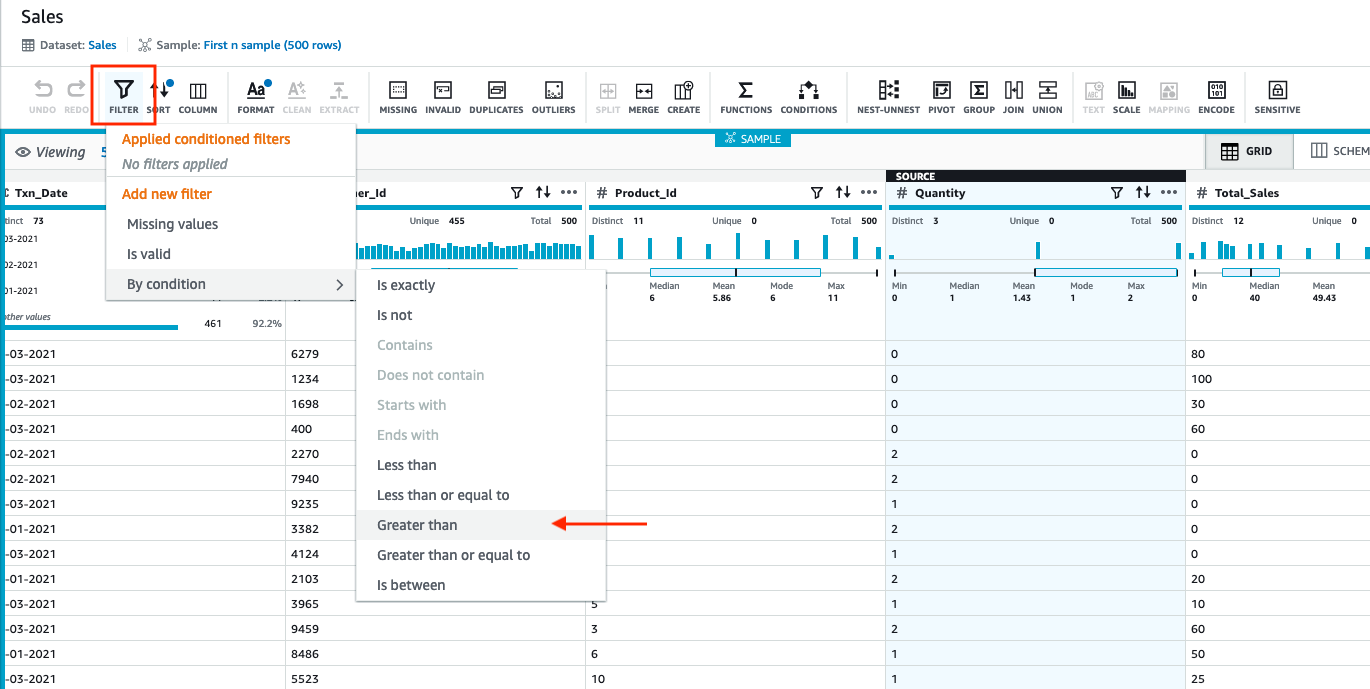 Sales
Dataset: Sales Sample: First n sample (500 rows)
UNDO REDO FILTER SORT COLUMN FORMAT CLEAN EXTRACT MISSING INVALID DUPLICATES OUTLIERS SPLIT MERGE CREATE FUNCTIONS CONDITIONS NEST-UNNEST PIVOT GROUP JOIN UNION TEXT SCALE MAPPING ENCODE SENSITIVE
Viewing 5
SAMPLE
GRID SCHEM
Applied conditioned filters
No filters applied
Add new filter
Missing values
Is valid
By condition
Is exactly
Is not
Contains
Does not contain
Starts with
Ends with
Less than
Less than or equal to
Greater than
Greater than or equal to
Is between
SOURCE
Txn_Date er_Id # Product_Id # Quantity # Total_Sales
tinct 73 Unique 455 Total 500 Distinct 11 Unique 0 Total 500 Distinct 3 Unique 0 Total 500 Distinct 12 Unique 0
03-2021
02-2021
01-2021
Median Mean Mode Max Min Median Mean Mode Max Min Median Mean
6 5.86 6 11 0 1 1.43 1 2 0 40 49.43
other values
461 92.2%
-03-2021 6279 0 80
-03-2021 1234 0 100
-02-2021 1698 0 30
-03-2021 400 0 60
-02-2021 2270 2 0
-02-2021 7940 2 0
-03-2021 9235 1 0
-01-2021 3382 2 0
-03-2021 4124 1 0
-01-2021 2103 2 20
-03-2021 3965 5 1 10
-03-2021 9459 3 2 60
-01-2021 8486 6 1 50
-03-2021 5523 10 1 25